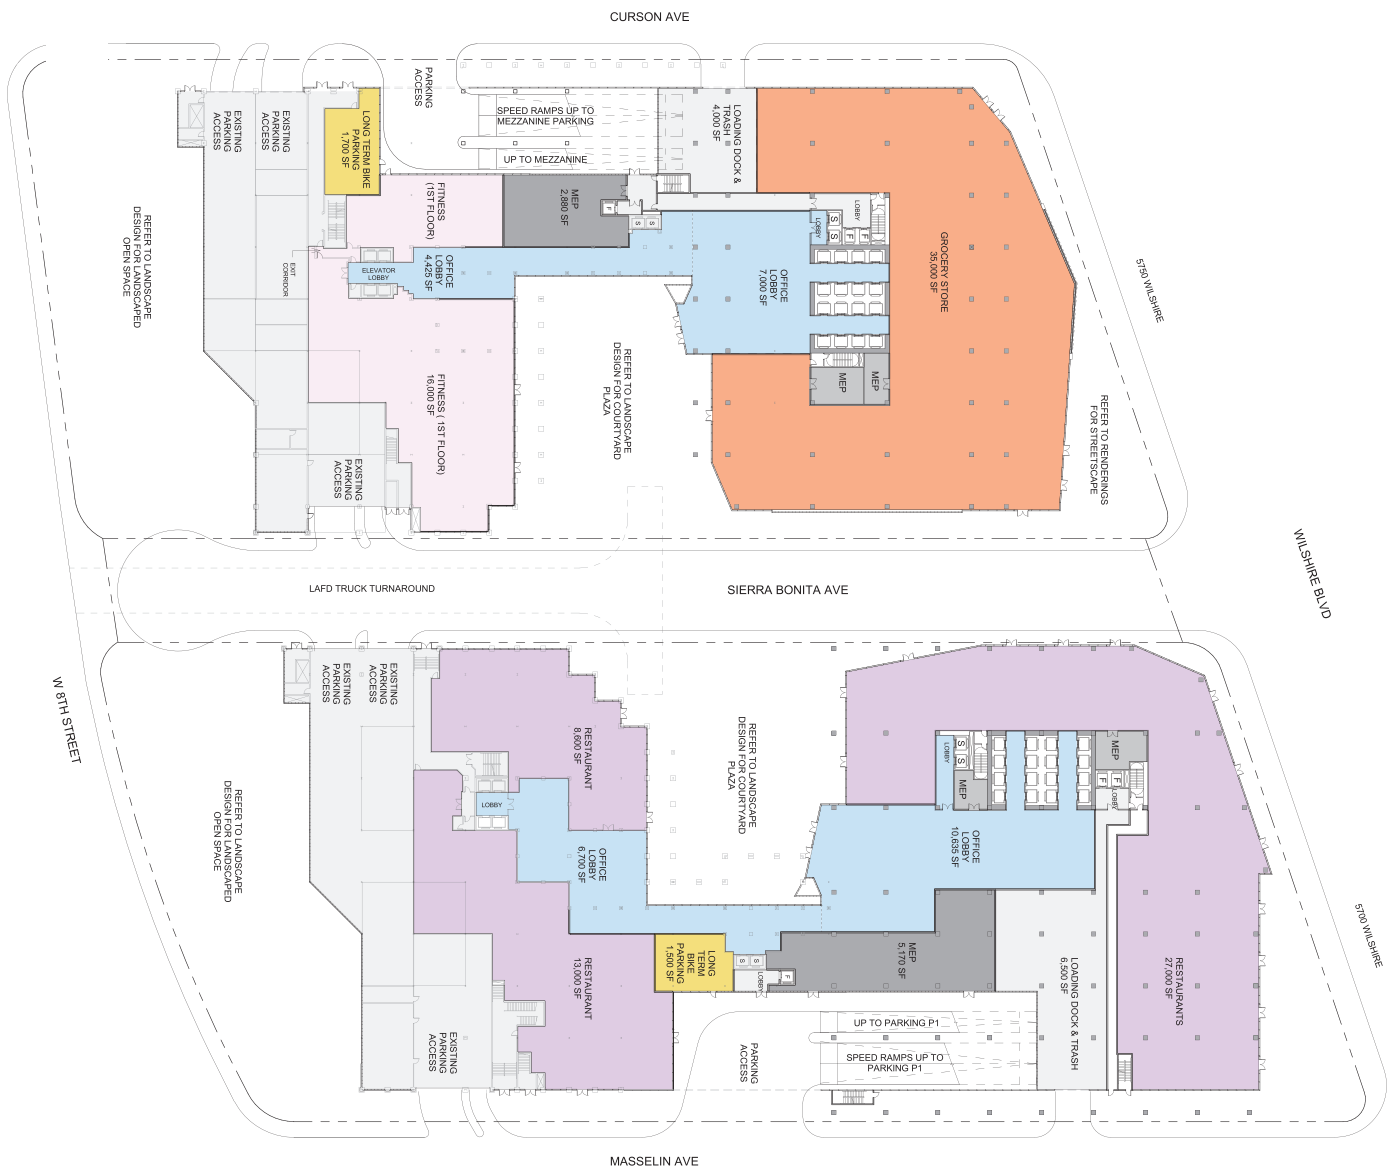 CURSON AVE
PARKING
ACCESS
SPEED RAMPS UP TO
MEZZANINE PARKING
UP TO MEZZANINE
LOADING DOCK &
TRASH
4,000 SF
EXISTING
PARKING
ACCESS
EXISTING
PARKING
ACCESS
LONG TERM BIKE
PARKING
1,700 SF
FITNESS
(1ST FLOOR)
MEP
2,880 SF
F
S
S
LOBBY
S
S
LOBBY
F
F
REFER TO LANDSCAPE
DESIGN FOR LANDSCAPED
OPEN SPACE
EXIT
CORRIDOR
ELEVATOR
LOBBY
OFFICE
LOBBY
4,425 SF
OFFICE
LOBBY
7,000 SF
GROCERY STORE
35,000 SF
5750 WILSHIRE
FITNESS ( 1ST FLOOR)
16,000 SF
REFER TO LANDSCAPE
DESIGN FOR COURTYARD
PLAZA
MEP
MEP
REFER TO RENDERINGS
FOR STREETSCAPE
EXISTING
PARKING
ACCESS
LAFD TRUCK TURNAROUND
SIERRA BONITA AVE
WILSHIRE BLVD
W 8TH STREET
EXISTING
PARKING
ACCESS
EXISTING
PARKING
ACCESS
RESTAURANT
8,600 SF
REFER TO LANDSCAPE
DESIGN FOR COURTYARD
PLAZA
LOBBY
S
S
MEP
MEP
F
F
LOBBY
REFER TO LANDSCAPE
DESIGN FOR LANDSCAPED
OPEN SPACE
LOBBY
OFFICE
LOBBY
6,700 SF
OFFICE
LOBBY
10,635 SF
5700 WILSHIRE
RESTAURANT
13,000 SF
LONG
TERM
BIKE
PARKING
1,500 SF
S
S
LOBBY
F
MEP
5,170 SF
LOADING DOCK & TRASH
6,500 SF
RESTAURANTS
27,000 SF
EXISTING
PARKING
ACCESS
PARKING
ACCESS
UP TO PARKING P1
SPEED RAMPS UP TO
PARKING P1
MASSELIN AVE